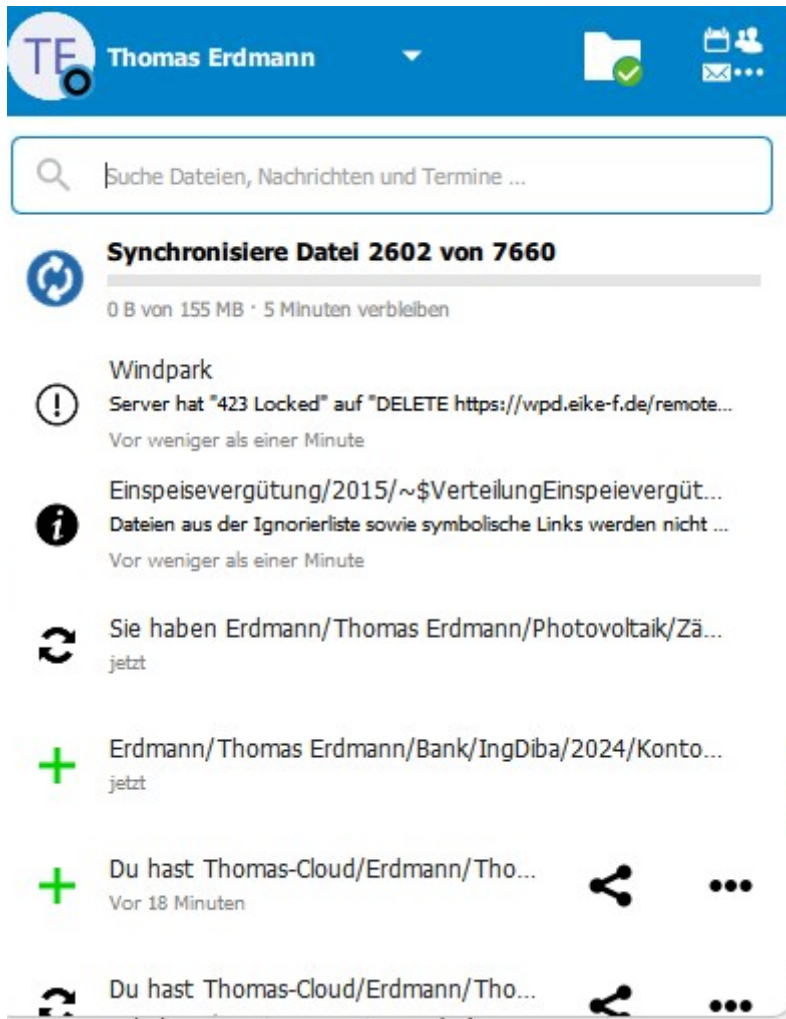 TE
Thomas Erdmann
Suche Dateien, Nachrichten und Termine ...
Synchronisiere Datei 2602 von 7660
0 B von 155 MB · 5 Minuten verbleiben
Windpark
Server hat "423 Locked" auf "DELETE https://wpd.eike-f.de/remote...
Vor weniger als einer Minute
Einspeisevergütung/2015/~$VerteilungEinspeievergüt...
Dateien aus der Ignorierliste sowie symbolische Links werden nicht ...
Vor weniger als einer Minute
Sie haben Erdmann/Thomas Erdmann/Photovoltaik/Zä...
jetzt
Erdmann/Thomas Erdmann/Bank/IngDiba/2024/Konto...
jetzt
Du hast Thomas-Cloud/Erdmann/Tho...
Vor 18 Minuten
Du hast Thomas-Cloud/Erdmann/Tho...